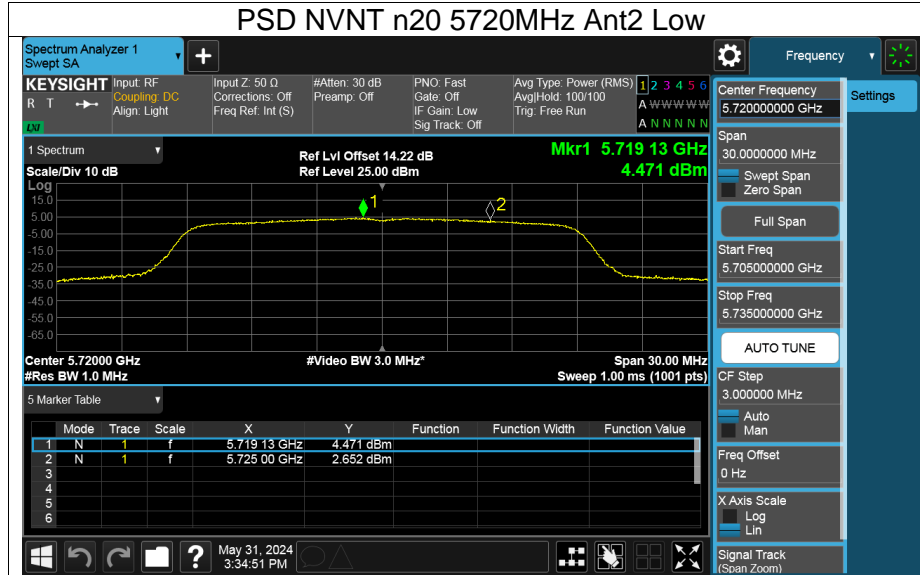 PSD NVNT n20 5720MHz Ant2 Low
Spectrum Analyzer 1
Swept SA
+
Frequency
KEYSIGHT
R T
LXI
Input: RF
Coupling: DC
Align: Light
Input Z: 50 Ω
Corrections: Off
Freq Ref: Int (S)
#Atten: 30 dB
Preamp: Off
PNO: Fast
Gate: Off
IF Gain: Low
Sig Track: Off
Avg Type: Power (RMS)
Avg|Hold: 100/100
Trig: Free Run
1 2 3 4 5 6
A W W W W W
A N N N N N
1 Spectrum
Scale/Div 10 dB
Ref Lvl Offset 14.22 dB
Ref Level 25.00 dBm
Mkr1 5.719 13 GHz
4.471 dBm
Log
15.0
5.00
-5.00
-15.0
-25.0
-35.0
-45.0
-55.0
-65.0
1
2
Center 5.72000 GHz
#Res BW 1.0 MHz
#Video BW 3.0 MHz*
Span 30.00 MHz
Sweep 1.00 ms (1001 pts)
5 Marker Table
Mode Trace Scale X Y Function Function Width Function Value
1 N 1 f 5.719 13 GHz 4.471 dBm
2 N 1 f 5.725 00 GHz 2.652 dBm
3
4
5
6
?
May 31, 2024
3:34:51 PM
Center Frequency
5.720000000 GHz
Span
30.0000000 MHz
Swept Span
Zero Span
Full Span
Start Freq
5.705000000 GHz
Stop Freq
5.735000000 GHz
AUTO TUNE
CF Step
3.000000 MHz
Auto
Man
Freq Offset
0 Hz
X Axis Scale
Log
Lin
Signal Track
(Span Zoom)
Settings